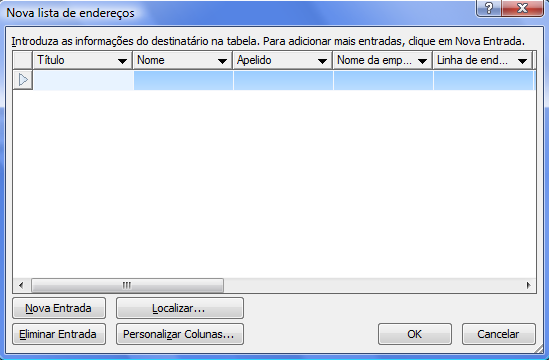 Nova lista de endereços
Introduza as informações do destinatário na tabela. Para adicionar mais entradas, clique em Nova Entrada.
Título Nome Apelido Nome da emp... Linha de end...
Nova Entrada Localizar...
Eliminar Entrada Personalizar Colunas... OK Cancelar